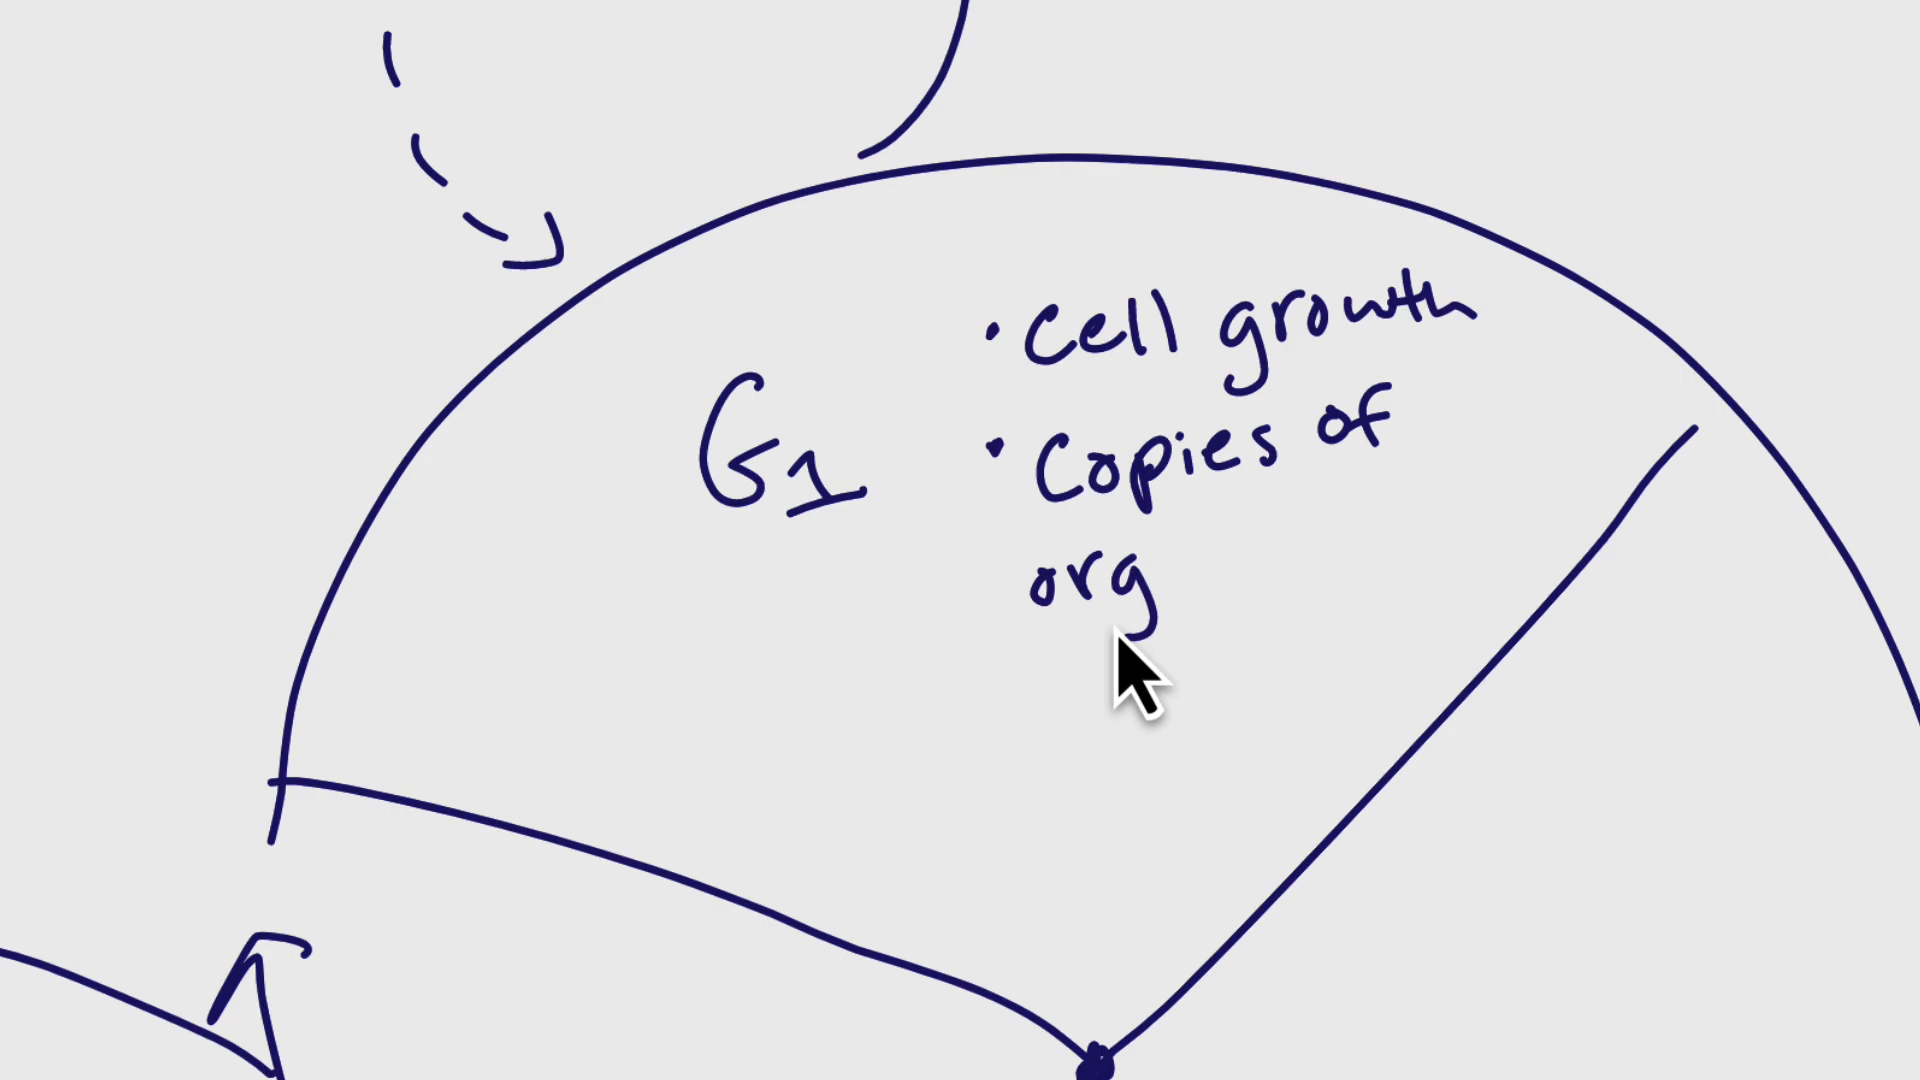 G1
• Cell growth
• Copies of
org